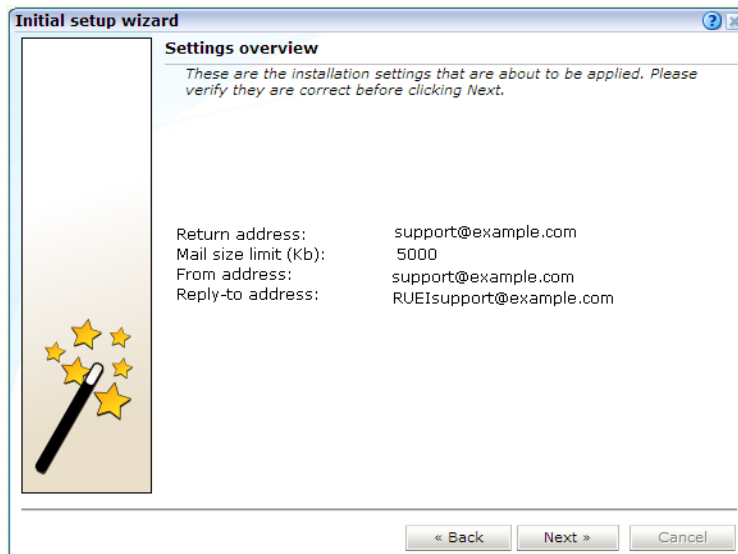 Initial setup wizard
Settings overview
These are the installation settings that are about to be applied. Please
verify they are correct before clicking Next.
Return address: support@example.com
Mail size limit (Kb): 5000
From address: support@example.com
Reply-to address: RUEIsupport@example.com
« Back Next » Cancel